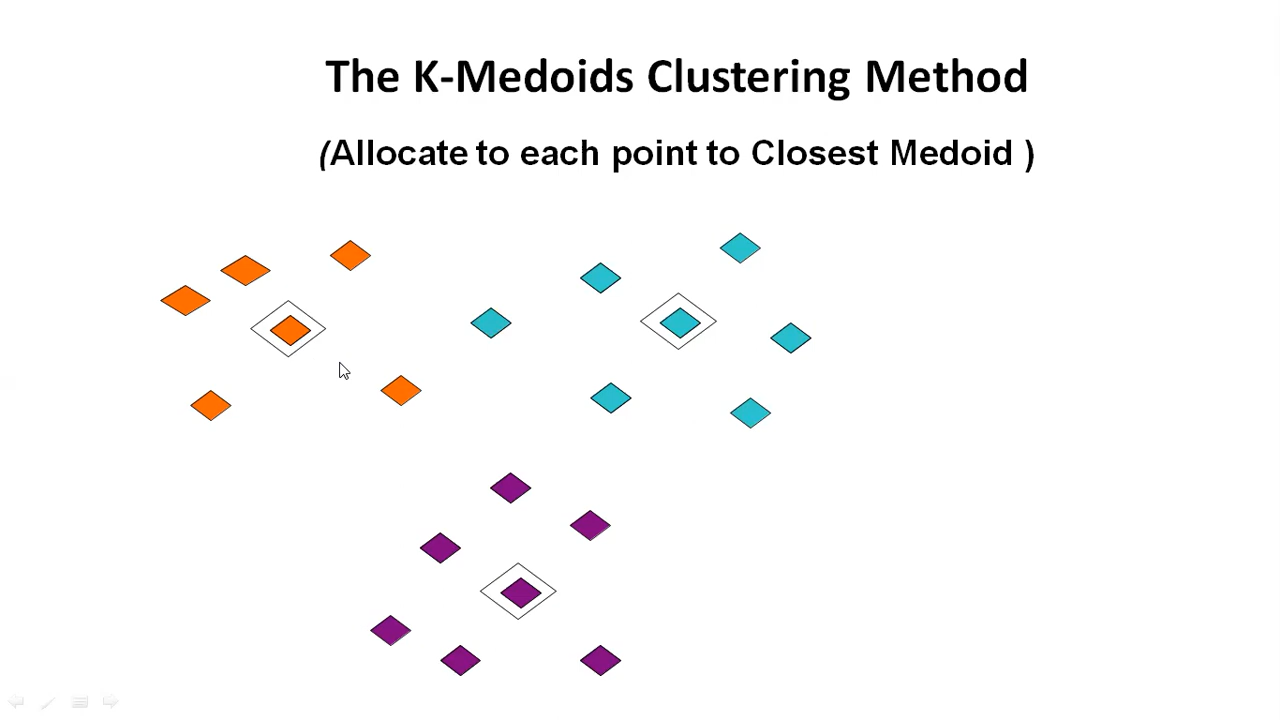 The K-Medoids Clustering Method
(Allocate to each point to Closest Medoid )